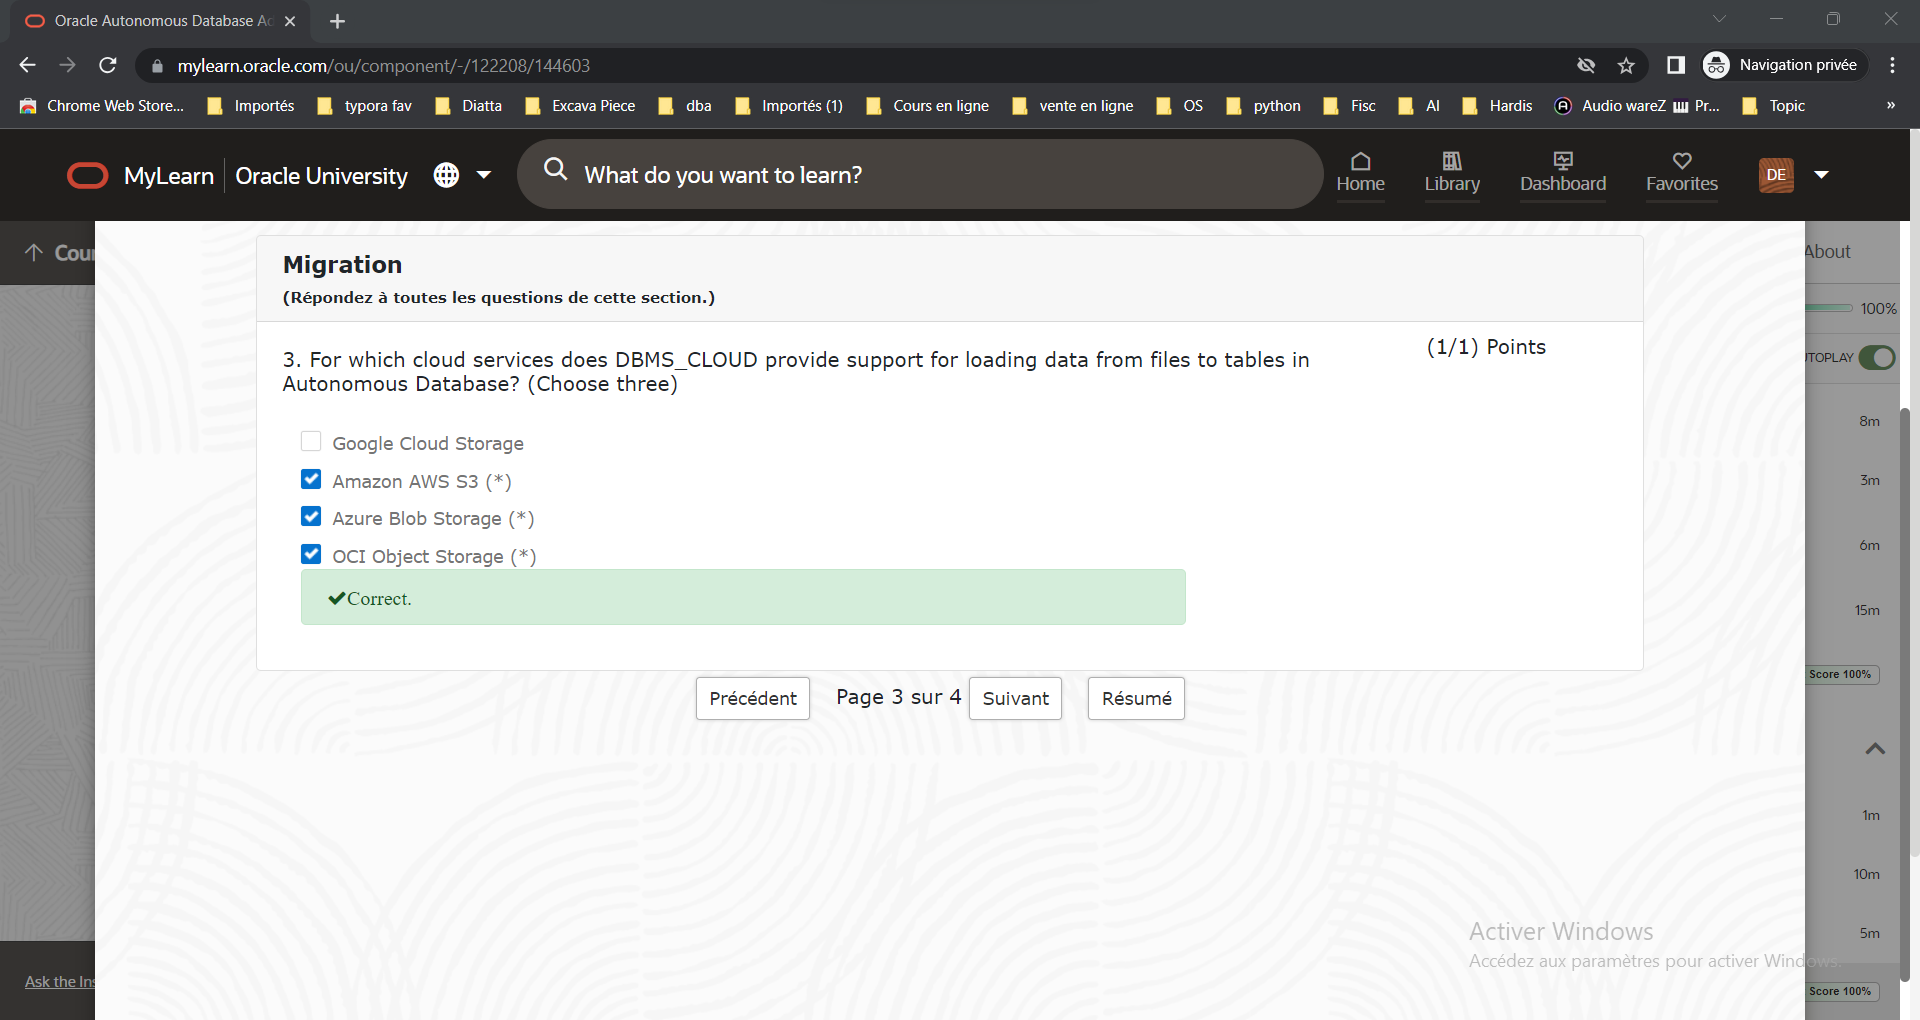 Oracle Autonomous Database Ad
mylearn.oracle.com/ou/component/-/122208/144603
Navigation privée
Chrome Web Store...
Importés
typora fav
Diatta
Excava Piece
dba
Importés (1)
Cours en ligne
vente en ligne
OS
python
Fisc
AI
Hardis
Audio wareZ
Pr...
Topic
»
MyLearn
Oracle University
What do you want to learn?
Home
Library
Dashboard
Favorites
DE
Cour
About
Migration
(Répondez à toutes les questions de cette section.)
100%
3. For which cloud services does DBMS_CLOUD provide support for loading data from files to tables in
Autonomous Database? (Choose three)
(1/1) Points
TOPLAY
Google Cloud Storage
8m
Amazon AWS S3 (*)
3m
Azure Blob Storage (*)
6m
OCI Object Storage (*)
Correct.
15m
Score 100%
Précédent
Page 3 sur 4
Suivant
Résumé
1m
10m
Activer Windows
5m
Accédez aux paramètres pour activer Windows.
Ask the Ins
Score 100%